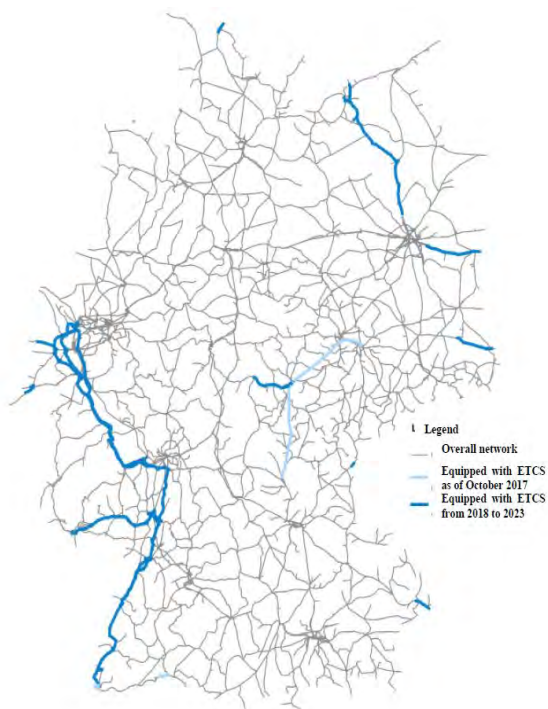 Legend
Overall network
Equipped with ETCS
as of October 2017
Equipped with ETCS
from 2018 to 2023